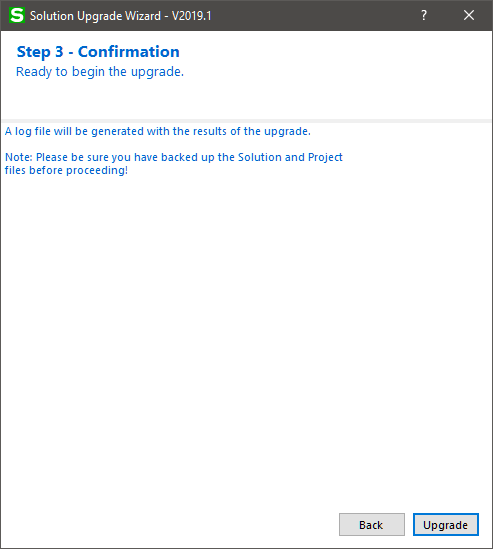 S Solution Upgrade Wizard - V2019.1 ?
Step 3 - Confirmation
Ready to begin the upgrade.
A log file will be generated with the results of the upgrade.
Note: Please be sure you have backed up the Solution and Project
files before proceeding!
Back Upgrade